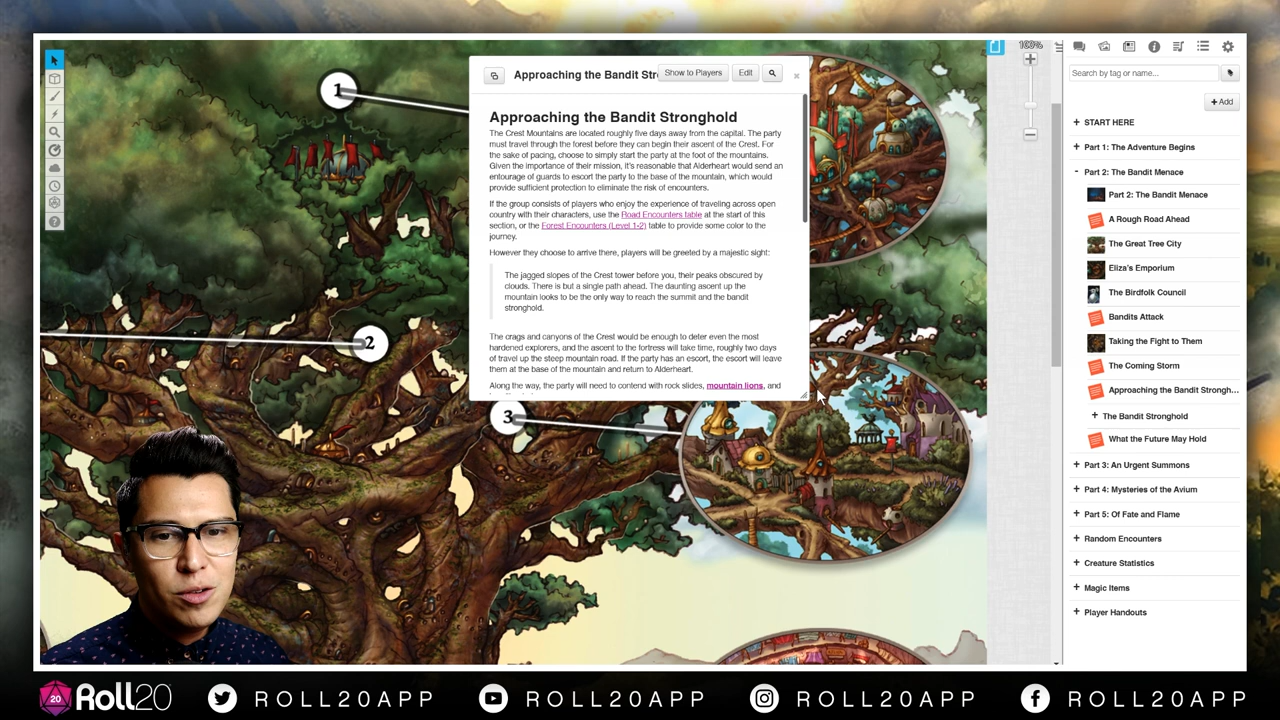 1
2
3
100%
Approaching the Bandit Str
Show to Players
Edit
×
Approaching the Bandit Stronghold
The Crest Mountains are located roughly five days away from the capital. The party
must travel through the forest before they can begin their ascent of the Crest. For
the sake of pacing, choose to simply start the party at the foot of the mountains.
Given the importance of their mission, it's reasonable that Alderheart would send an
entourage of guards to escort the party to the base of the mountain, which would
provide sufficient protection to eliminate the risk of encounters.
If the group consists of players who enjoy the experience of traveling across open
country with their characters, use the Road Encounters table at the start of this
section, or the Forest Encounters (Level 1-2) table to provide some color to the
journey.
However they choose to arrive there, players will be greeted by a majestic sight:
The jagged slopes of the Crest tower before you, their peaks obscured by
clouds. There is but a single path ahead. The daunting ascent up the
mountain looks to be the only way to reach the summit and the bandit
stronghold.
The crags and canyons of the Crest would be enough to deter even the most
hardened explorers, and the ascent to the fortress will take time, roughly two days
of travel up the steep mountain road. If the party has an escort, the escort will leave
them at the base of the mountain and return to Alderheart.
Along the way, the party will need to contend with rock slides, mountain lions, and
Search by tag or name...
+ Add
+ START HERE
+ Part 1: The Adventure Begins
- Part 2: The Bandit Menace
Part 2: The Bandit Menace
A Rough Road Ahead
The Great Tree City
Eliza's Emporium
The Birdfolk Council
Bandits Attack
Taking the Fight to Them
The Coming Storm
Approaching the Bandit Strongh...
+ The Bandit Stronghold
What the Future May Hold
+ Part 3: An Urgent Summons
+ Part 4: Mysteries of the Avium
+ Part 5: Of Fate and Flame
+ Random Encounters
+ Creature Statistics
+ Magic Items
+ Player Handouts
20 Roll20
ROLL20APP
ROLL20APP
ROLL20APP
ROLL20APP